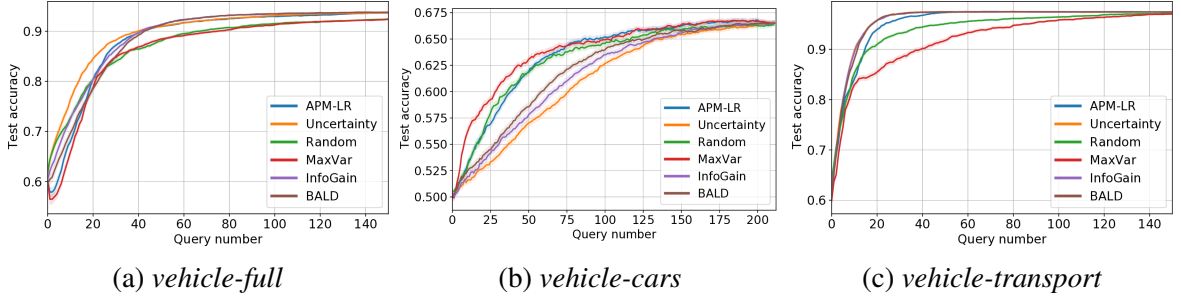 Test accuracy
0.9
0.8
0.7
0.6
0 20 40 60 80 100 120 140
Query number
APM-LR
Uncertainty
Random
MaxVar
InfoGain
BALD
(a) vehicle-full
Test accuracy
0.675
0.650
0.625
0.600
0.575
0.550
0.525
0.500
0 25 50 75 100 125 150 175 200
Query number
APM-LR
Uncertainty
Random
MaxVar
InfoGain
BALD
(b) vehicle-cars
Test accuracy
0.9
0.8
0.7
0.6
0 20 40 60 80 100 120 140
Query number
APM-LR
Uncertainty
Random
MaxVar
InfoGain
BALD
(c) vehicle-transport